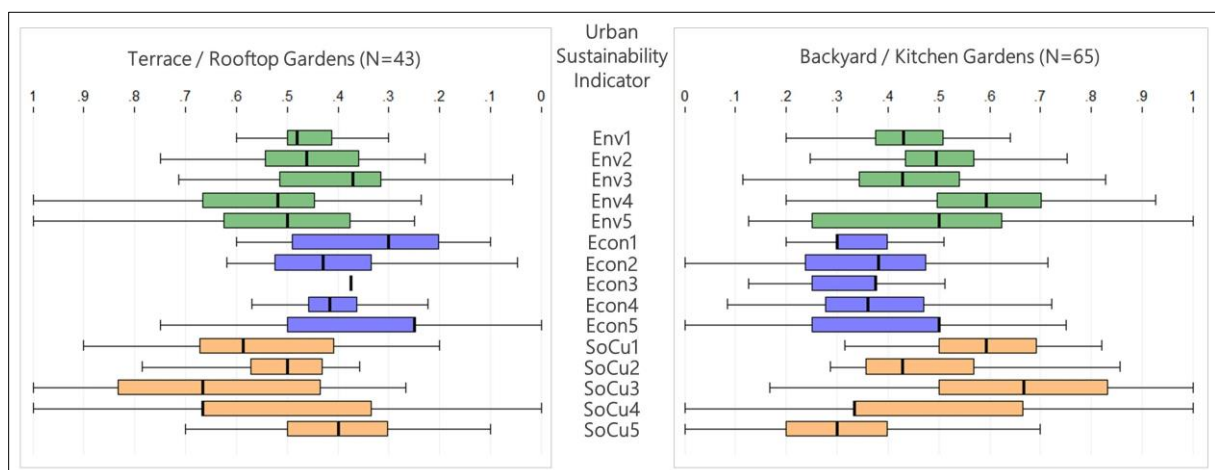 Terrace / Rooftop Gardens (N=43)
1 .9 .8 .7 .6 .5 .4 .3 .2 .1 0
Urban
Sustainability
Indicator
Env1
Env2
Env3
Env4
Env5
Econ1
Econ2
Econ3
Econ4
Econ5
SoCu1
SoCu2
SoCu3
SoCu4
SoCu5
Backyard / Kitchen Gardens (N=65)
0 .1 .2 .3 .4 .5 .6 .7 .8 .9 1